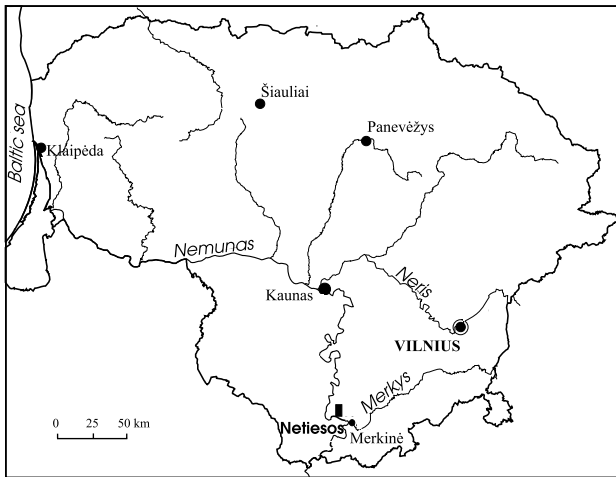 Šiauliai
Panevėžys
Baltic sea
Klaipėda
Nemunas
Kaunas
Neris
VILNIUS
Merkys
Netiesos
Merkinė
0 25 50 km